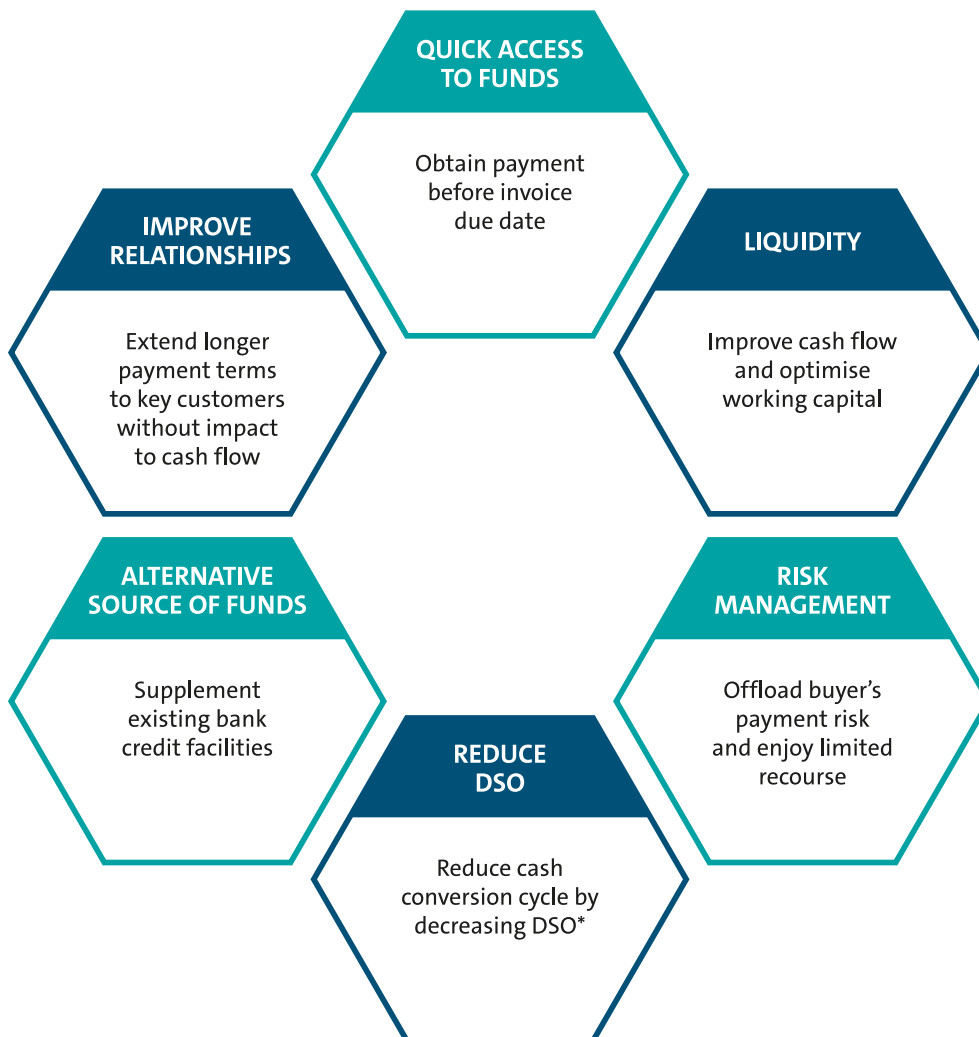 QUICK ACCESS
TO FUNDS
Obtain payment
before invoice
due date
IMPROVE
RELATIONSHIPS
Extend longer
payment terms
to key customers
without impact
to cash flow
LIQUIDITY
Improve cash flow
and optimise
working capital
ALTERNATIVE
SOURCE OF FUNDS
Supplement
existing bank
credit facilities
RISK
MANAGEMENT
Offload buyer’s
payment risk
and enjoy limited
recourse
REDUCE
DSO
Reduce cash
conversion cycle by
decreasing DSO*